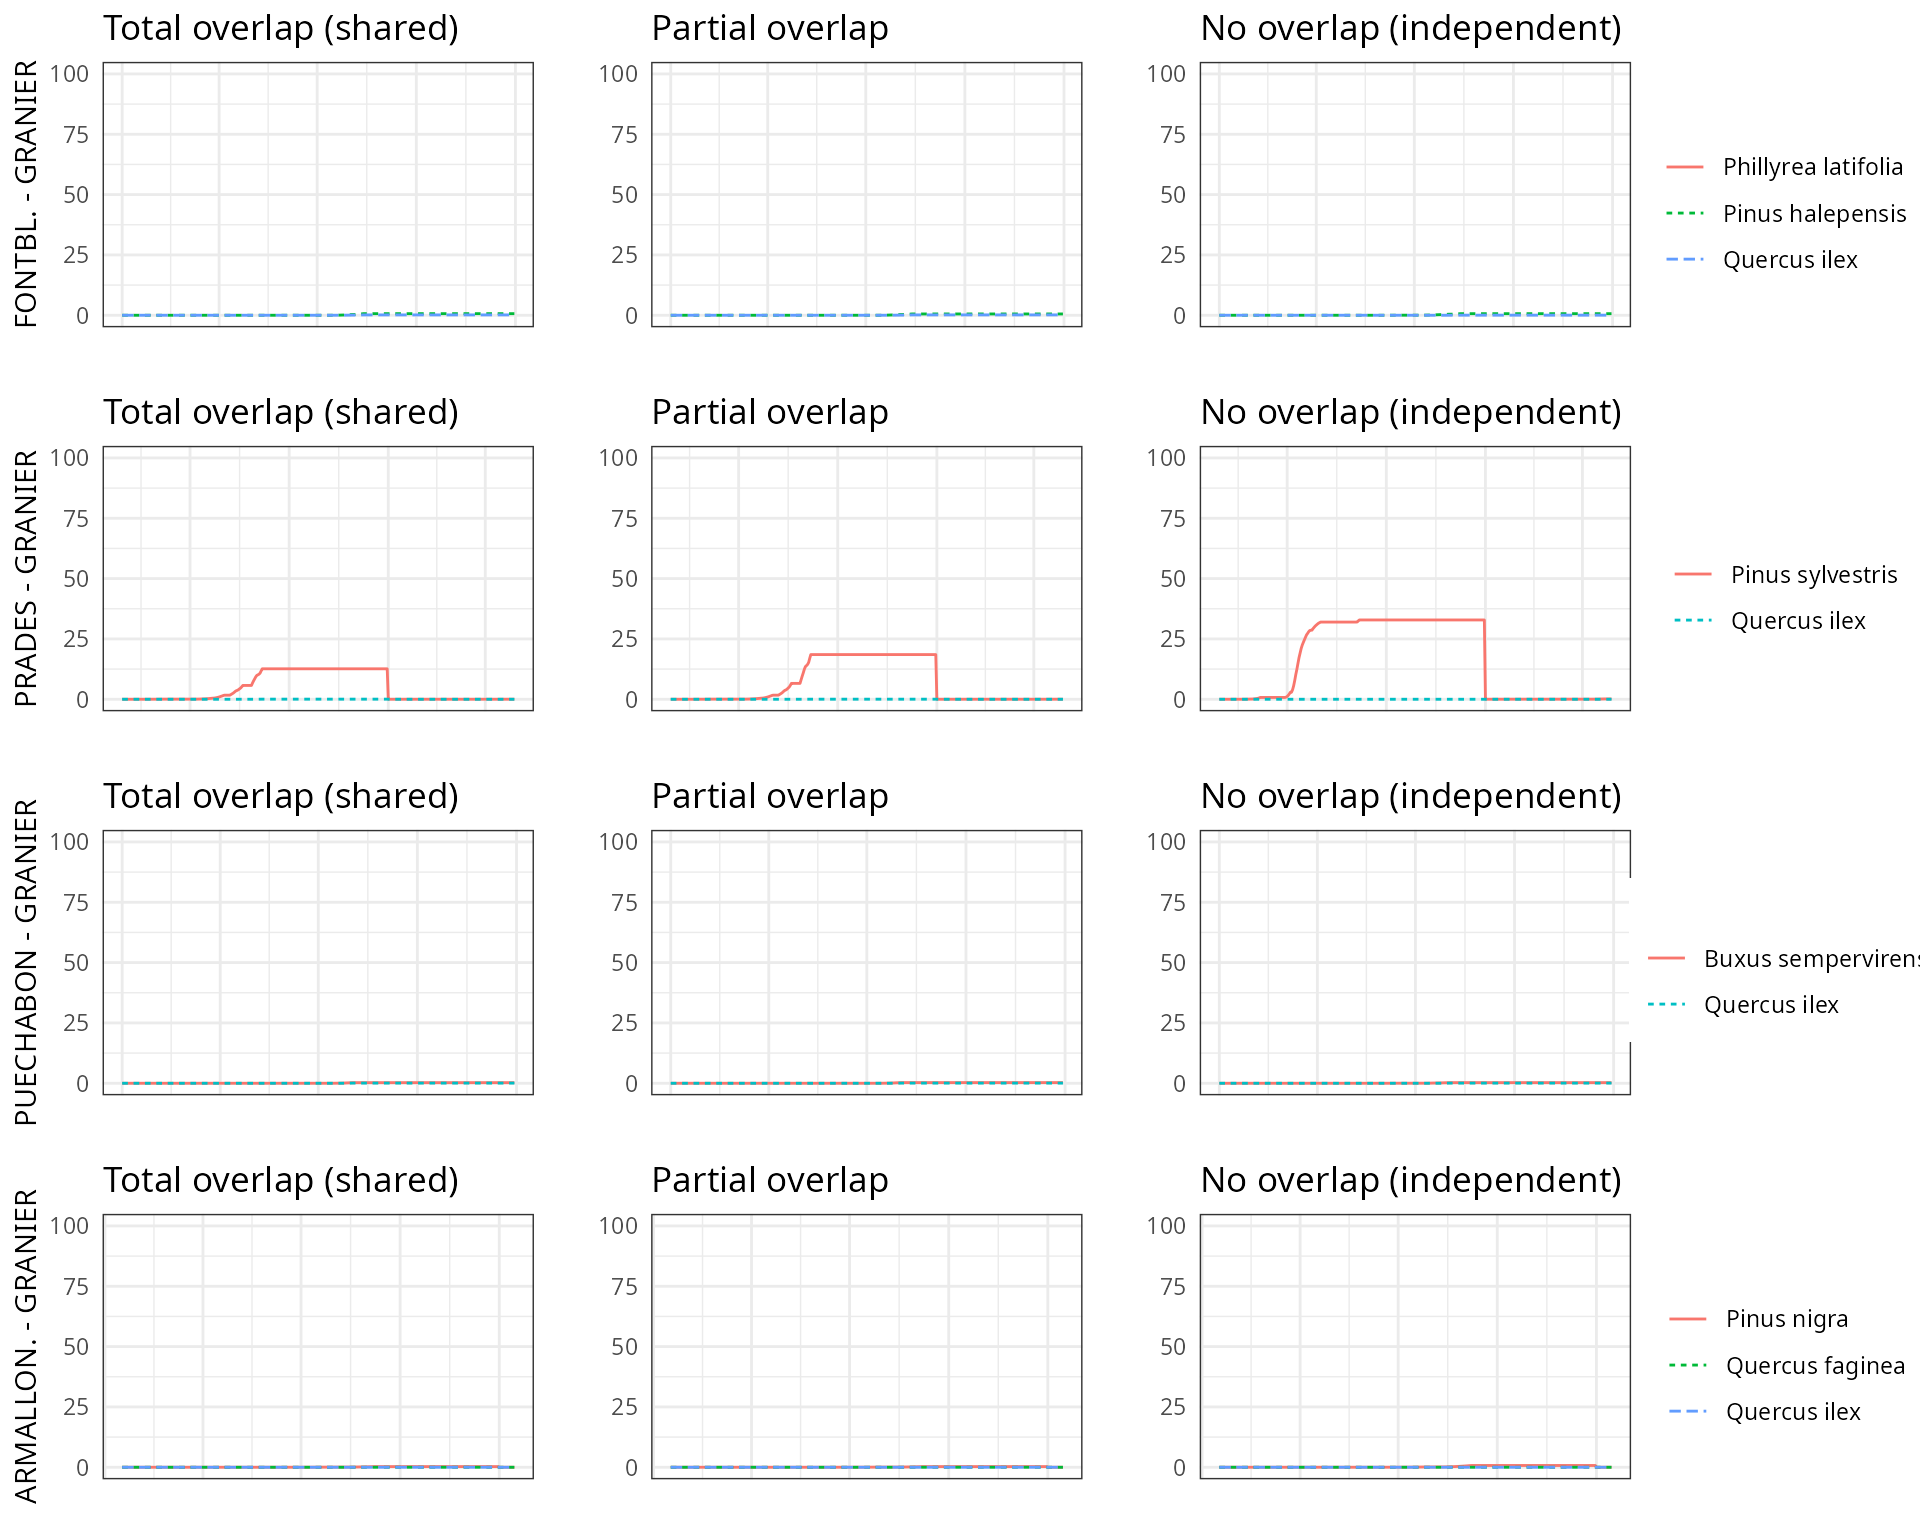 Total overlap (shared)
Partial overlap
No overlap (independent)
FONTBL. - GRANIER
100
75
50
25
0
100
75
50
25
0
100
75
50
25
0
Phillyrea latifolia
Pinus halepensis
Quercus ilex
Total overlap (shared)
Partial overlap
No overlap (independent)
PRADES - GRANIER
100
75
50
25
0
100
75
50
25
0
100
75
50
25
0
Pinus sylvestris
Quercus ilex
Total overlap (shared)
Partial overlap
No overlap (independent)
PUECHABON - GRANIER
100
75
50
25
0
100
75
50
25
0
100
75
50
25
0
Buxus sempervirens
Quercus ilex
Total overlap (shared)
Partial overlap
No overlap (independent)
ARMALLON. - GRANIER
100
75
50
25
0
100
75
50
25
0
100
75
50
25
0
Pinus nigra
Quercus faginea
Quercus ilex